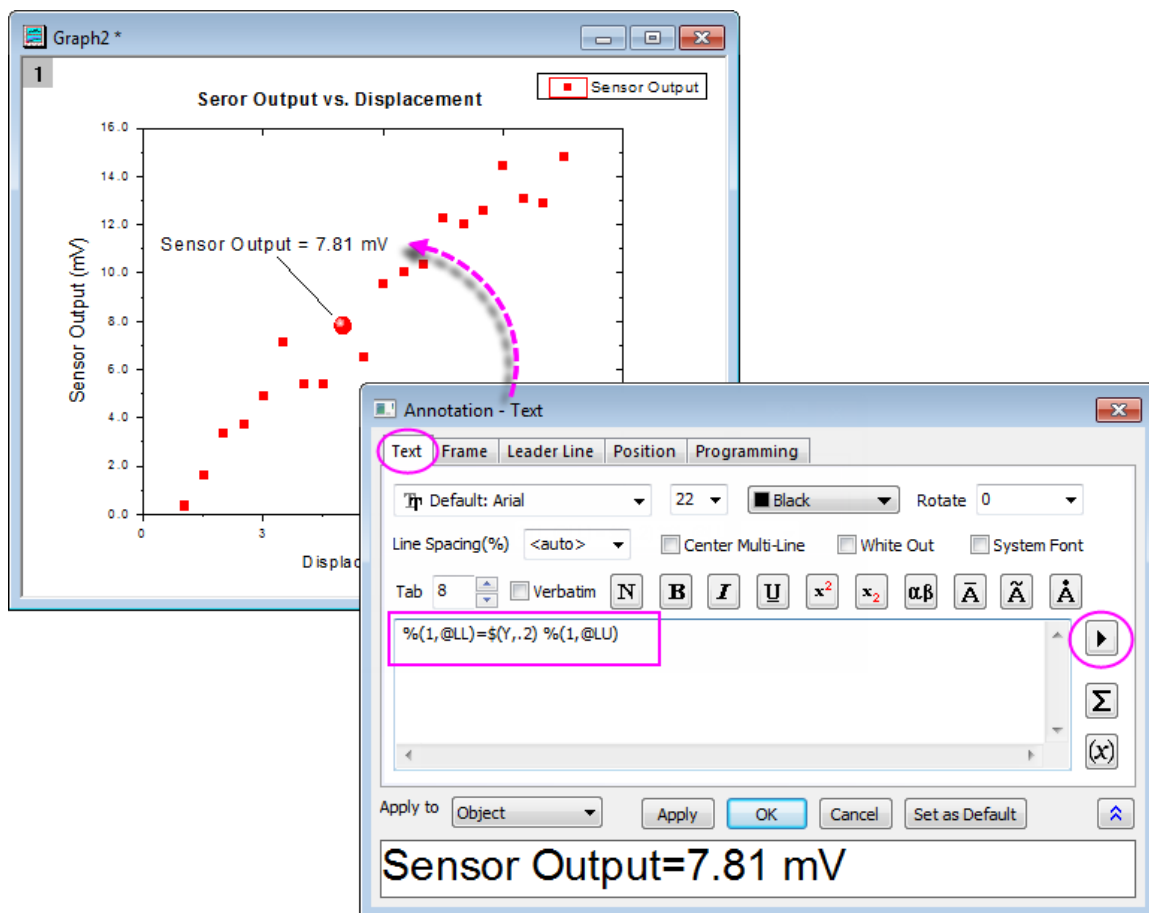 Graph2 *
1
Seror Output vs. Displacement
Sensor Output
16.0
14.0
12.0
10.0
8.0
6.0
4.0
2.0
0.0
Sensor Output (mV)
Sensor Output = 7.81 mV
0
3
Displac
Annotation - Text
Text Frame Leader Line Position Programming
Default: Arial 22 Black Rotate 0
Line Spacing(%) <auto> Center Multi-Line White Out System Font
Tab 8 Verbatim N B I U x² x₂ αβ Ā Ã Ȧ
%(1,@LL)=$(Y,.2) %(1,@LU)
Σ
(x)
Apply to Object Apply OK Cancel Set as Default
Sensor Output=7.81 mV